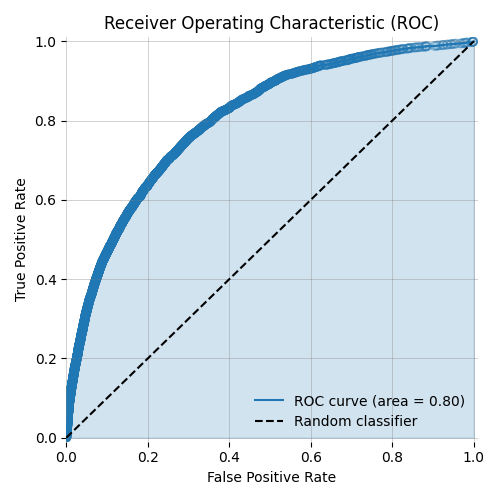 Receiver Operating Characteristic (ROC)
1.0
0.8
0.6
0.4
0.2
0.0
True Positive Rate
ROC curve (area = 0.80)
Random classifier
0.0 0.2 0.4 0.6 0.8 1.0
False Positive Rate